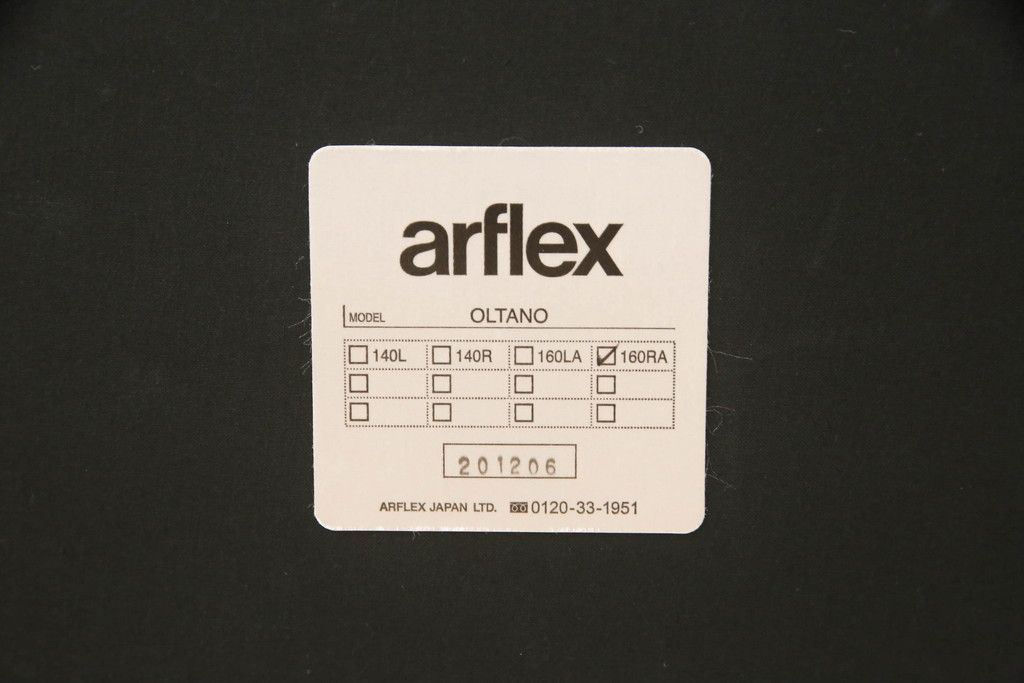 arflex
MODEL OLTANO
140L 140R 160LA 160RA
201206
ARFLEX JAPAN LTD. 0120-33-1951